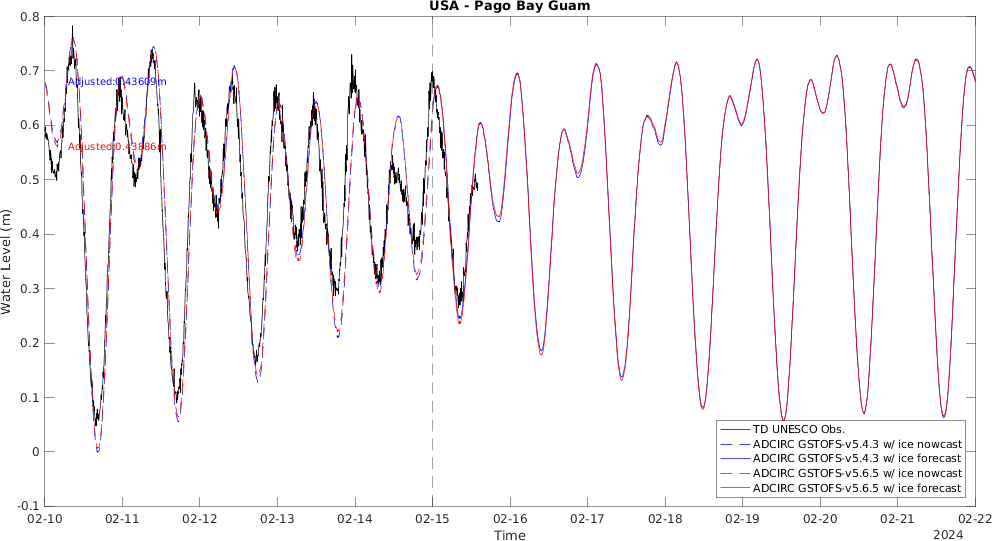 USA - Pago Bay Guam
0.8
0.7
0.6
0.5
0.4
0.3
0.2
0.1
0
-0.1
Water Level (m)
Adjusted:0.43609m
Adjusted:0.43886m
TD UNESCO Obs.
ADCIRC GSTOFS-v5.4.3 w/ ice nowcast
ADCIRC GSTOFS-v5.4.3 w/ ice forecast
ADCIRC GSTOFS-v5.6.5 w/ ice nowcast
ADCIRC GSTOFS-v5.6.5 w/ ice forecast
02-10 02-11 02-12 02-13 02-14 02-15 02-16 02-17 02-18 02-19 02-20 02-21 02-22
Time
2024